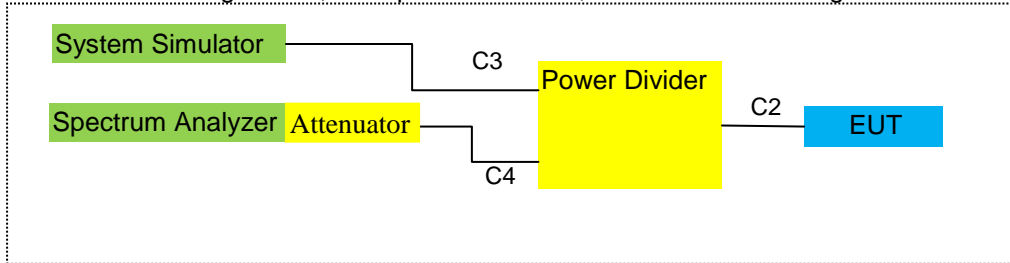 System Simulator
C3
Power Divider
Spectrum Analyzer
Attenuator
C2
EUT
C4